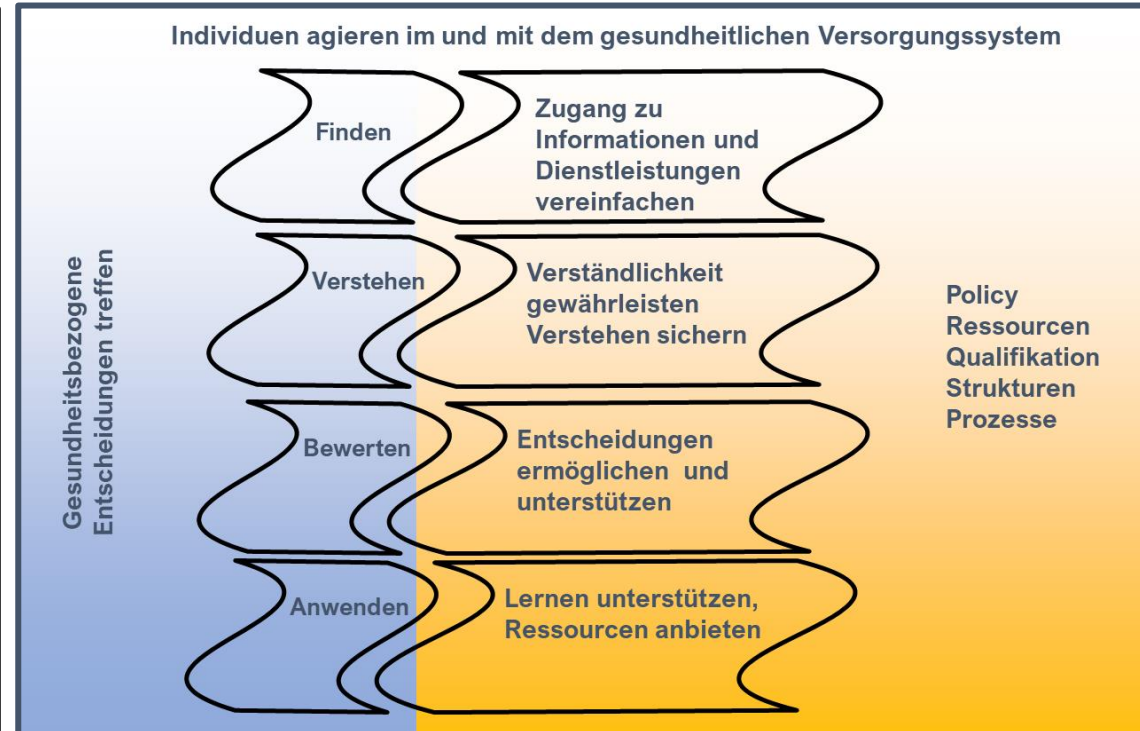 Individuen agieren im und mit dem gesundheitlichen Versorgungssystem
Gesundheitsbezogene
Entscheidungen treffen
Finden
Zugang zu
Informationen und
Dienstleistungen
vereinfachen
Verstehen
Verständlichkeit
gewährleisten
Verstehen sichern
Bewerten
Entscheidungen
ermöglichen und
unterstützen
Anwenden
Lernen unterstützen,
Ressourcen anbieten
Policy
Ressourcen
Qualifikation
Strukturen
Prozesse